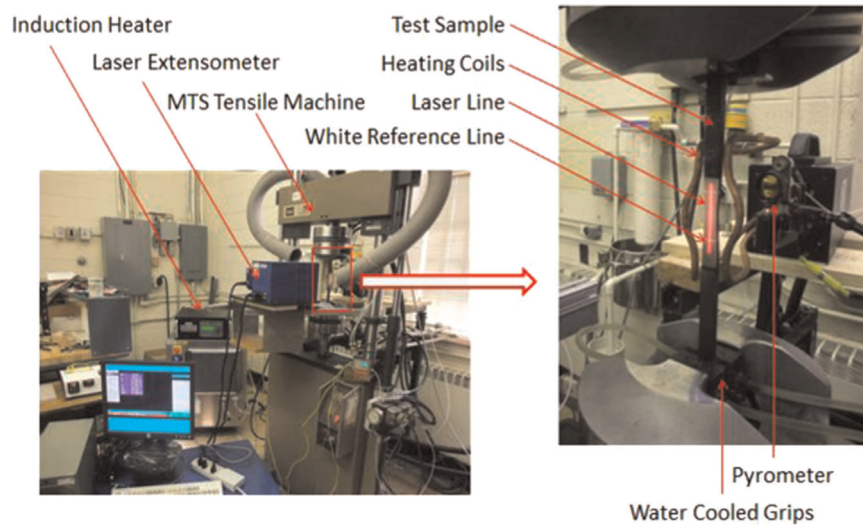 Induction Heater
Laser Extensometer
MTS Tensile Machine
Test Sample
Heating Coils
Laser Line
White Reference Line
Pyrometer
Water Cooled Grips